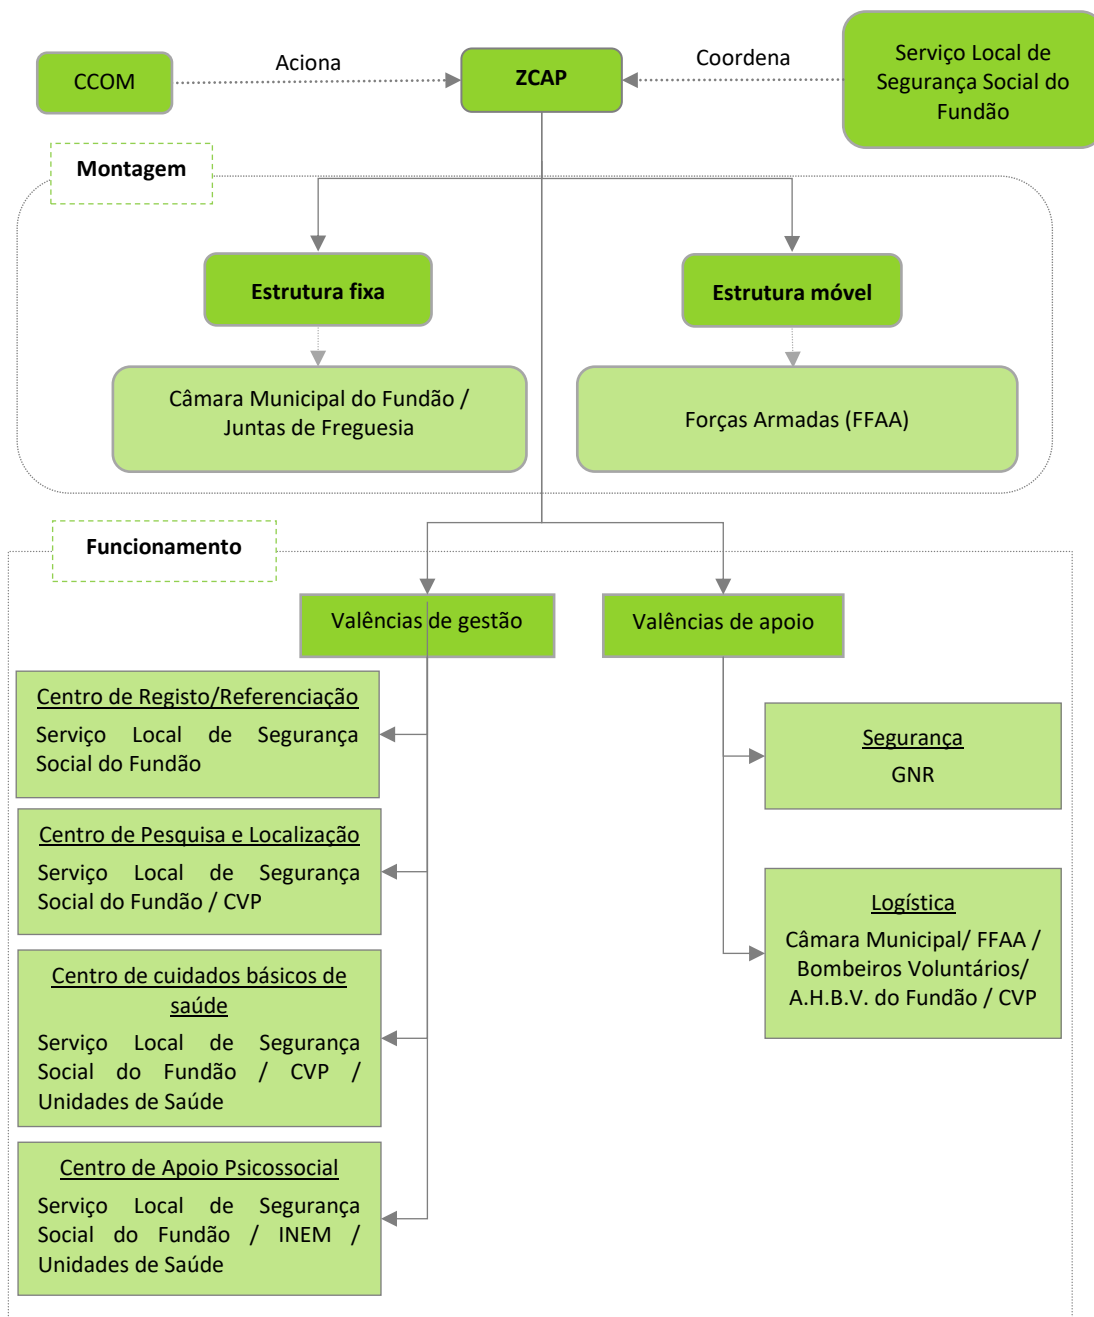 CCOM
Aciona
ZCAP
Coordena
Serviço Local de
Segurança Social do
Fundão
Montagem
Estrutura fixa
Estrutura móvel
Câmara Municipal do Fundão /
Juntas de Freguesia
Forças Armadas (FFAA)
Funcionamento
Valências de gestão
Valências de apoio
Centro de Registo/Referenciação
Serviço Local de Segurança
Social do Fundão
Centro de Pesquisa e Localização
Serviço Local de Segurança
Social do Fundão / CVP
Centro de cuidados básicos de
saúde
Serviço Local de Segurança
Social do Fundão / CVP /
Unidades de Saúde
Centro de Apoio Psicossocial
Serviço Local de Segurança
Social do Fundão / INEM /
Unidades de Saúde
Segurança
GNR
Logística
Câmara Municipal/ FFAA /
Bombeiros Voluntários/
A.H.B.V. do Fundão / CVP